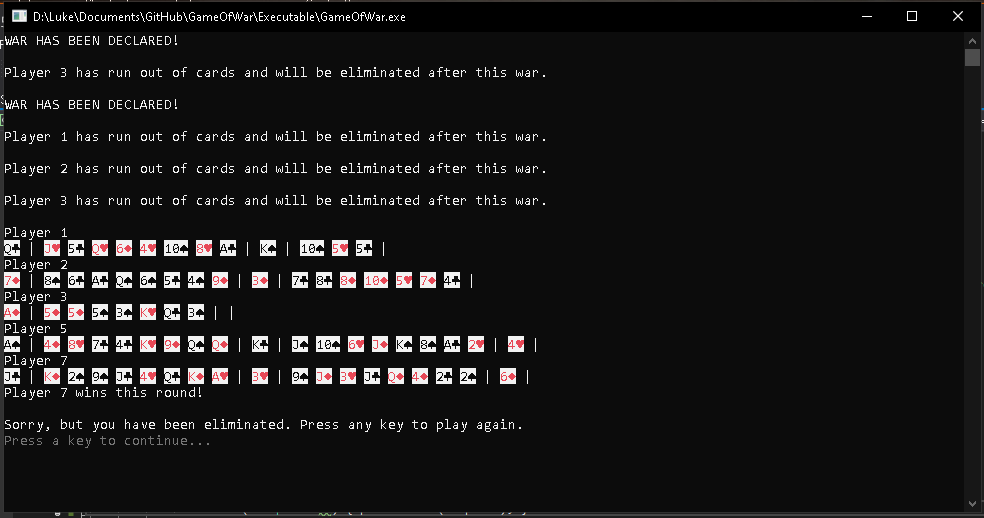 D:\Luke\Documents\GitHub\GameOfWar\Executable\GameOfWar.exe
WAR HAS BEEN DECLARED!
Player 3 has run out of cards and will be eliminated after this war.
WAR HAS BEEN DECLARED!
Player 1 has run out of cards and will be eliminated after this war.
Player 2 has run out of cards and will be eliminated after this war.
Player 3 has run out of cards and will be eliminated after this war.
Player 1
Q♣ | J♥ 5♣ Q♥ 6♦ 4♥ 10♠ 8♥ A♣ | K♠ | 10♠ 5♥ 5♣ |
Player 2
7♦ | 8♠ 6♣ A♣ Q♠ 6♠ 5♠ 4♠ 9♦ | 3♦ | 7♣ 8♣ 8♦ 10♦ 5♥ 7♦ 4♣ |
Player 3
A♦ | 5♦ 5♦ 5♠ 3♠ K♥ Q♣ 3♠ | |
Player 5
A♠ | 4♦ 8♥ 7♣ 4♣ K♥ 9♦ Q♠ Q♦ | K♣ | J♠ 10♠ 6♥ J♦ K♠ 8♠ A♣ 2♥ | 4♥ |
Player 7
J♣ | K♦ 2♠ 9♠ J♣ 4♥ Q♣ K♦ A♥ | 3♥ | 9♠ J♦ 3♥ J♣ Q♦ 4♦ 2♣ 2♠ | 6♦ |
Player 7 wins this round!
Sorry, but you have been eliminated. Press any key to play again.
Press a key to continue...